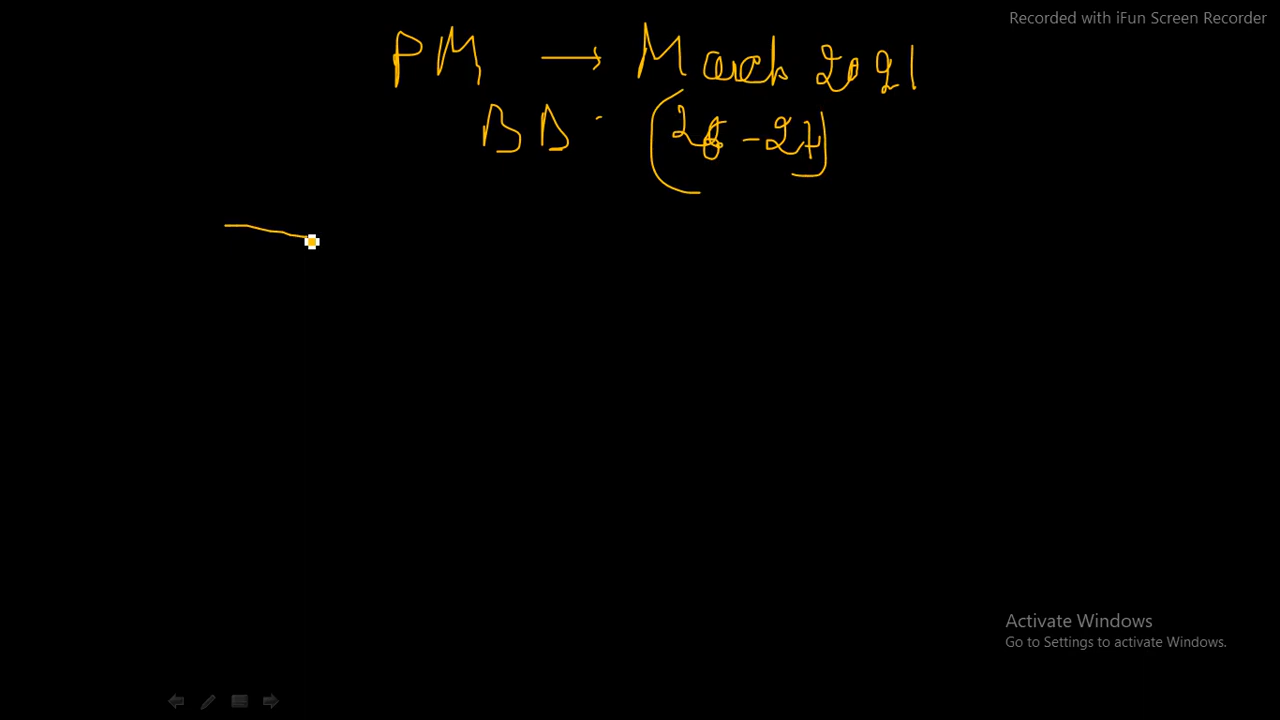 Recorded with iFun Screen Recorder
PM → March 2021
BD (26 - 27)
Activate Windows
Go to Settings to activate Windows.